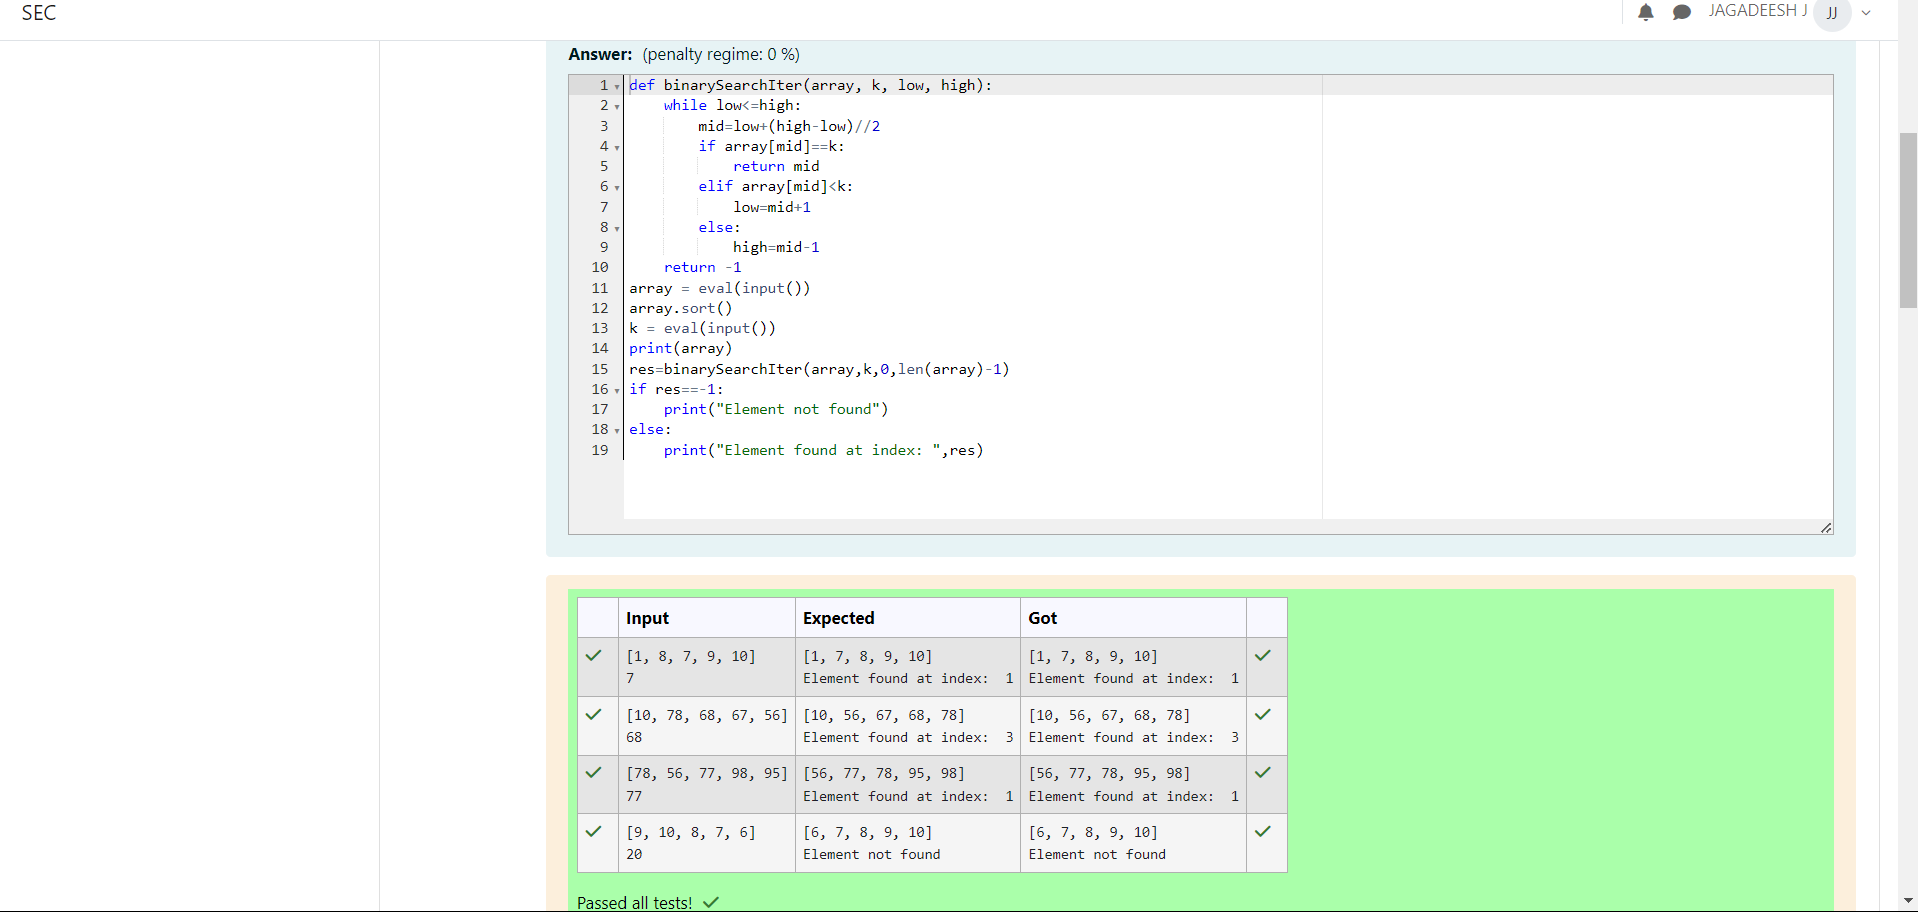 SEC
JAGADEESH J JJ
Answer: (penalty regime: 0 %)
1 def binarySearchIter(array, k, low, high):
2     while low<=high:
3         mid=low+(high-low)//2
4         if array[mid]==k:
5             return mid
6         elif array[mid]<k:
7             low=mid+1
8         else:
9             high=mid-1
10     return -1
11 array = eval(input())
12 array.sort()
13 k = eval(input())
14 print(array)
15 res=binarySearchIter(array,k,0,len(array)-1)
16 if res==-1:
17     print("Element not found")
18 else:
19     print("Element found at index: ",res)
Input Expected Got
[1, 8, 7, 9, 10] [1, 7, 8, 9, 10] [1, 7, 8, 9, 10]
7 Element found at index:  1 Element found at index:  1
[10, 78, 68, 67, 56] [10, 56, 67, 68, 78] [10, 56, 67, 68, 78]
68 Element found at index:  3 Element found at index:  3
[78, 56, 77, 98, 95] [56, 77, 78, 95, 98] [56, 77, 78, 95, 98]
77 Element found at index:  1 Element found at index:  1
[9, 10, 8, 7, 6] [6, 7, 8, 9, 10] [6, 7, 8, 9, 10]
20 Element not found Element not found
Passed all tests!